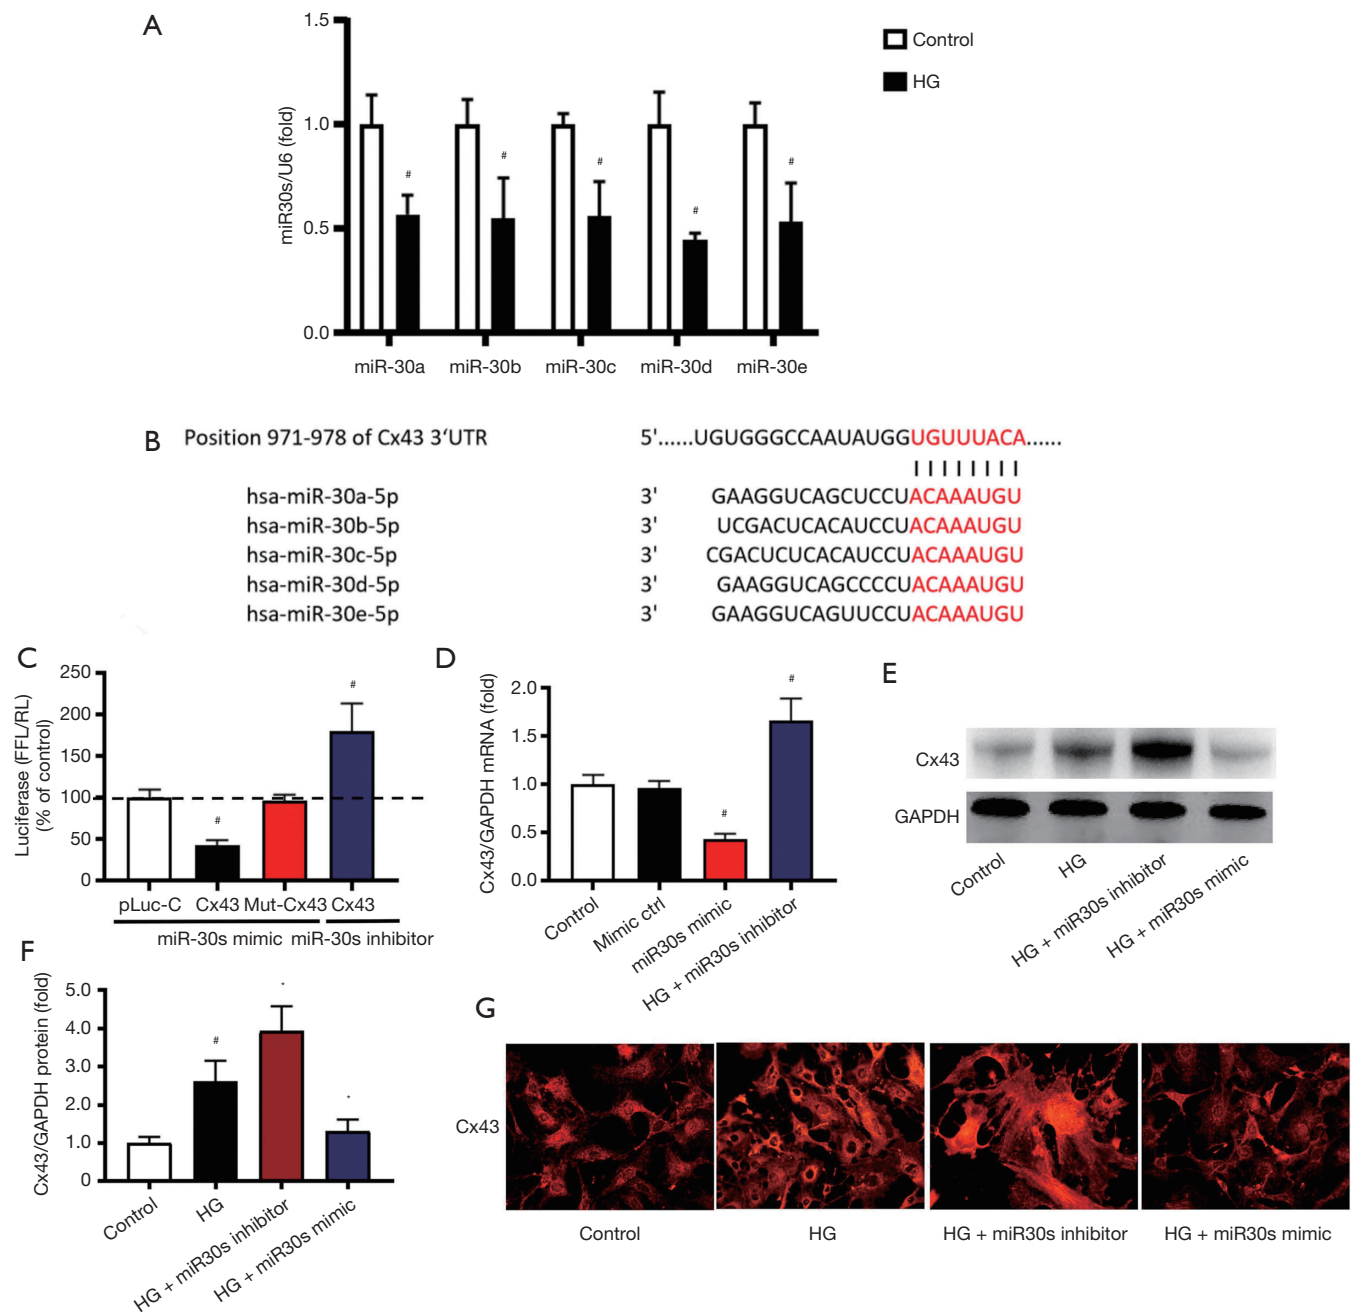 A
1.5
1.0
0.5
0.0
miR30s/U6 (fold)
Control
HG
#
#
#
#
#
miR-30a miR-30b miR-30c miR-30d miR-30e
B
Position 971-978 of Cx43 3'UTR 5'......UGUGGGCCAAUAUGGUGUUUACA......
hsa-miR-30a-5p 3' GAAGGUCAGCUCCUACAAAUGU
hsa-miR-30b-5p 3' UCGACUCACAUCCUACAAAUGU
hsa-miR-30c-5p 3' CGACUCUCACAUCCUACAAAUGU
hsa-miR-30d-5p 3' GAAGGUCAGCCCCUACAAAUGU
hsa-miR-30e-5p 3' GAAGGUCAGUUCCUACAAAUGU
C
Luciferase (FFL/RL)
(% of control)
250
200
150
100
50
0
#
#
pLuc-C Cx43 Mut-Cx43 Cx43
miR-30s mimic miR-30s inhibitor
D
Cx43/GAPDH mRNA (fold)
2.0
1.5
1.0
0.5
0.0
#
#
Control
Mimic ctrl
miR30s mimic
HG + miR30s inhibitor
E
Cx43
GAPDH
Control
HG
HG + miR30s inhibitor
HG + miR30s mimic
F
Cx43/GAPDH protein (fold)
5.0
4.0
3.0
2.0
1.0
0
#
*
*
Control
HG
HG + miR30s inhibitor
HG + miR30s mimic
G
Cx43
Control HG HG + miR30s inhibitor HG + miR30s mimic